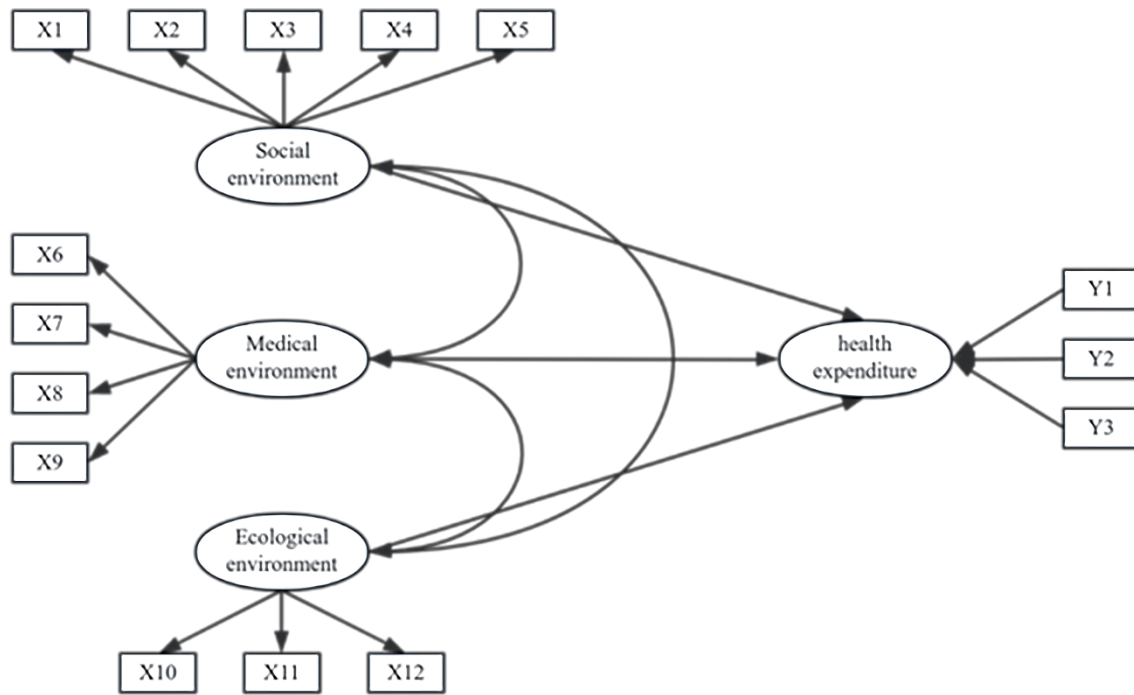 X1
X2
X3
X4
X5
Social
environment
X6
X7
X8
X9
Medical
environment
health
expenditure
Y1
Y2
Y3
Ecological
environment
X10
X11
X12